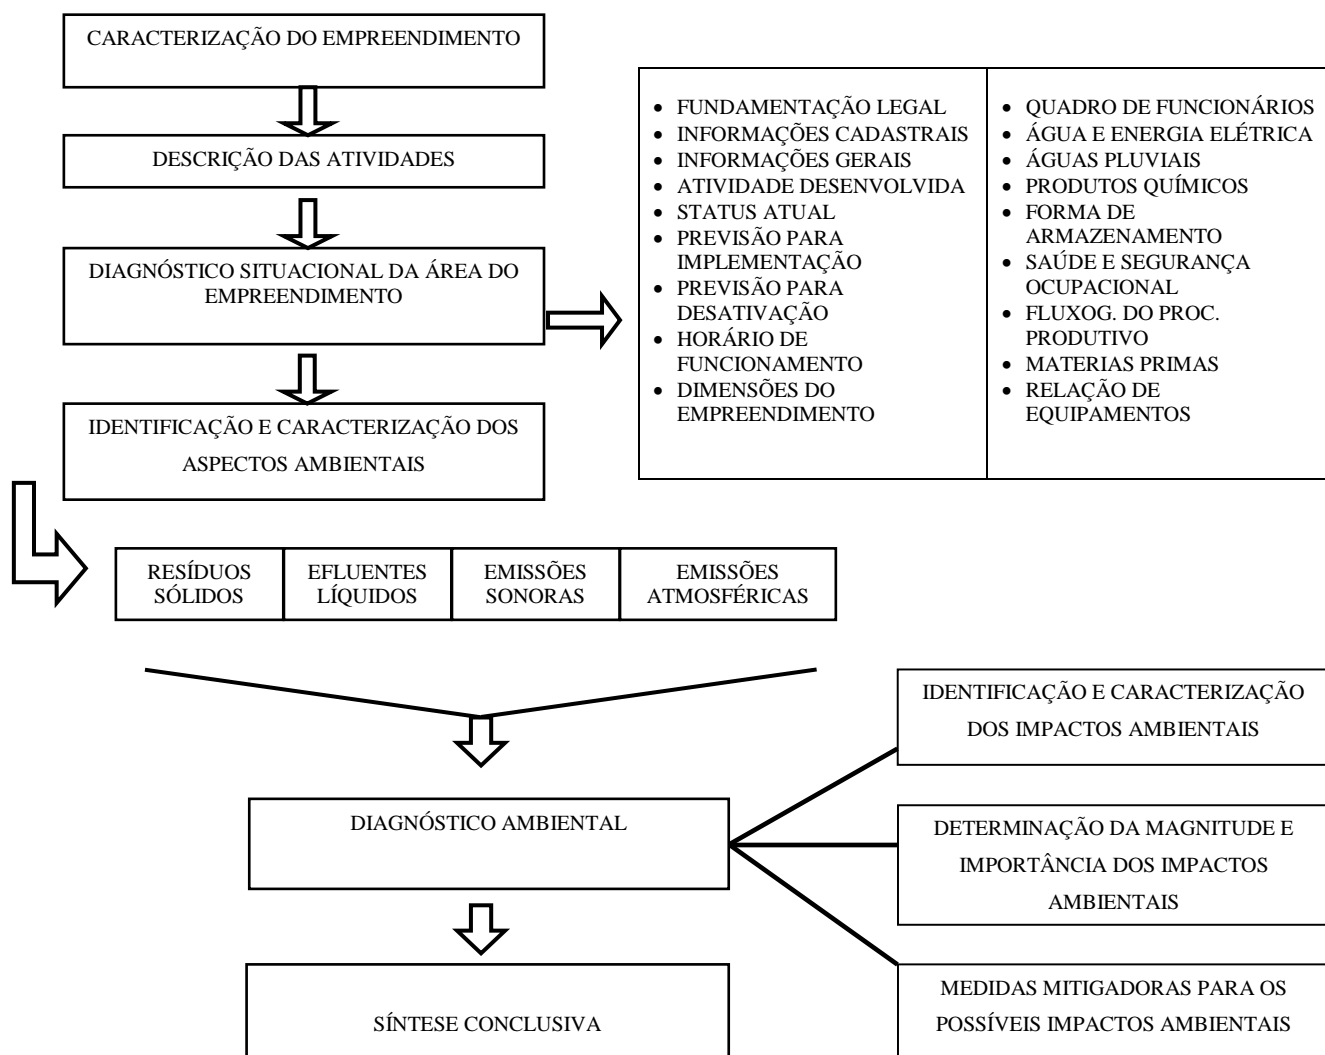 CARACTERIZAÇÃO DO EMPREENDIMENTO
DESCRIÇÃO DAS ATIVIDADES
DIAGNÓSTICO SITUACIONAL DA ÁREA DO
EMPREENDIMENTO
• FUNDAMENTAÇÃO LEGAL
• INFORMAÇÕES CADASTRAIS
• INFORMAÇÕES GERAIS
• ATIVIDADE DESENVOLVIDA
• STATUS ATUAL
• PREVISÃO PARA
IMPLEMENTAÇÃO
• PREVISÃO PARA
DESATIVAÇÃO
• HORÁRIO DE
FUNCIONAMENTO
• DIMENSÕES DO
EMPREENDIMENTO
• QUADRO DE FUNCIONÁRIOS
• ÁGUA E ENERGIA ELÉTRICA
• ÁGUAS PLUVIAIS
• PRODUTOS QUÍMICOS
• FORMA DE
ARMAZENAMENTO
• SAÚDE E SEGURANÇA
OCUPACIONAL
• FLUXOG. DO PROC.
PRODUTIVO
• MATERIAS PRIMAS
• RELAÇÃO DE
EQUIPAMENTOS
IDENTIFICAÇÃO E CARACTERIZAÇÃO DOS
ASPECTOS AMBIENTAIS
RESÍDUOS
SÓLIDOS
EFLUENTES
LÍQUIDOS
EMISSÕES
SONORAS
EMISSÕES
ATMOSFÉRICAS
DIAGNÓSTICO AMBIENTAL
IDENTIFICAÇÃO E CARACTERIZAÇÃO
DOS IMPACTOS AMBIENTAIS
DETERMINAÇÃO DA MAGNITUDE E
IMPORTÂNCIA DOS IMPACTOS
AMBIENTAIS
MEDIDAS MITIGADORAS PARA OS
POSSÍVEIS IMPACTOS AMBIENTAIS
SÍNTESE CONCLUSIVA